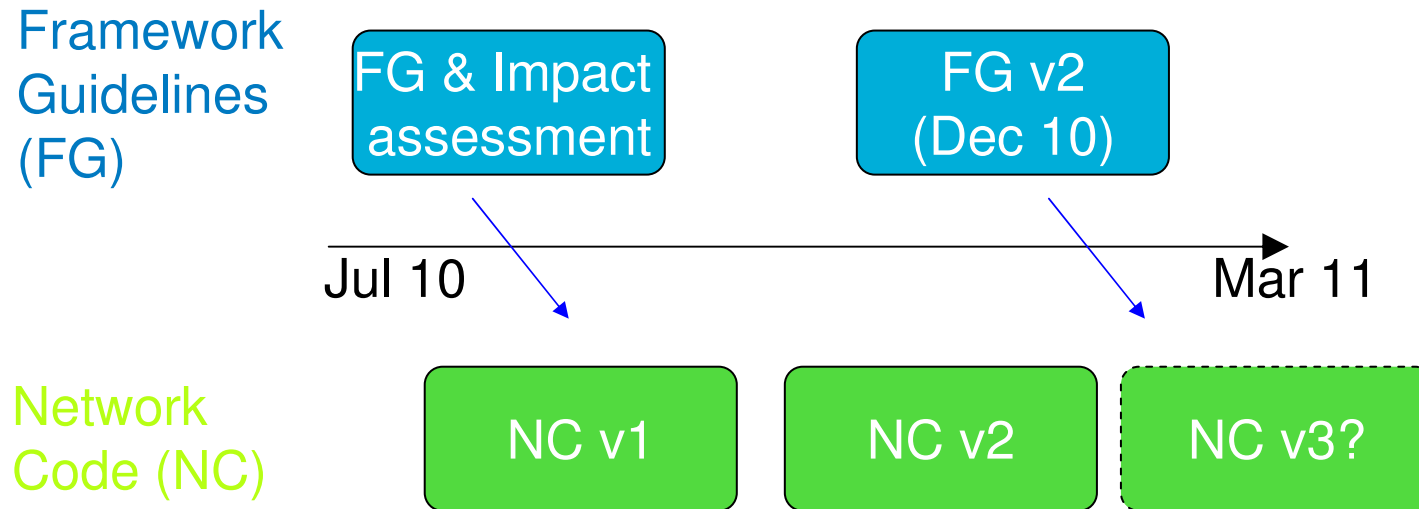 Framework
Guidelines
(FG)
FG & Impact
assessment
FG v2
(Dec 10)
Jul 10
Mar 11
Network
Code (NC)
NC v1
NC v2
NC v3?